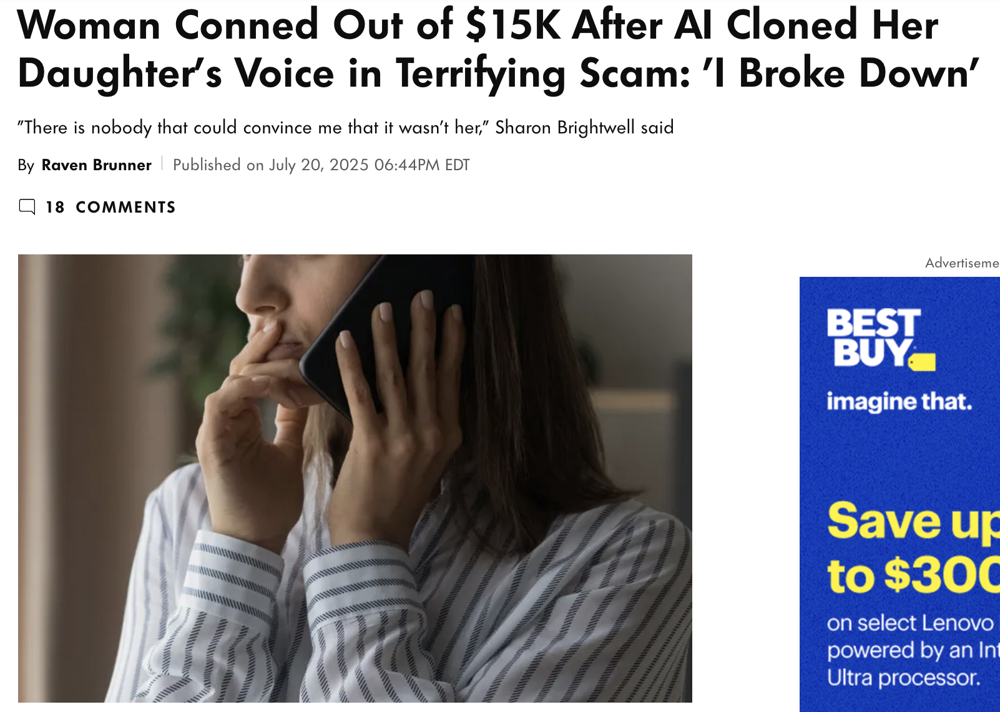 Woman Conned Out of $15K After AI Cloned Her
Daughter’s Voice in Terrifying Scam: ’I Broke Down’
”There is nobody that could convince me that it wasn’t her,” Sharon Brightwell said
By Raven Brunner | Published on July 20, 2025 06:44PM EDT
18 COMMENTS
Advertiseme
BEST
BUY
imagine that.
Save up
to $300
on select Lenovo
powered by an Int
Ultra processor.